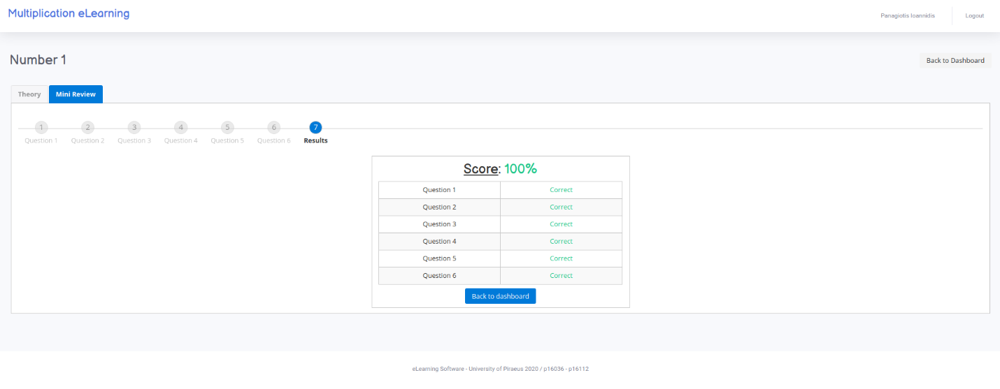 Multiplication eLearning
Panagiotis Ioannidis
Logout
Number 1
Back to Dashboard
Theory
Mini Review
1
2
3
4
5
6
7
Question 1
Question 2
Question 3
Question 4
Question 5
Question 6
Results
Score: 100%
Question 1 Correct
Question 2 Correct
Question 3 Correct
Question 4 Correct
Question 5 Correct
Question 6 Correct
Back to dashboard
eLearning Software - University of Piraeus 2020 / p16036 - p16112